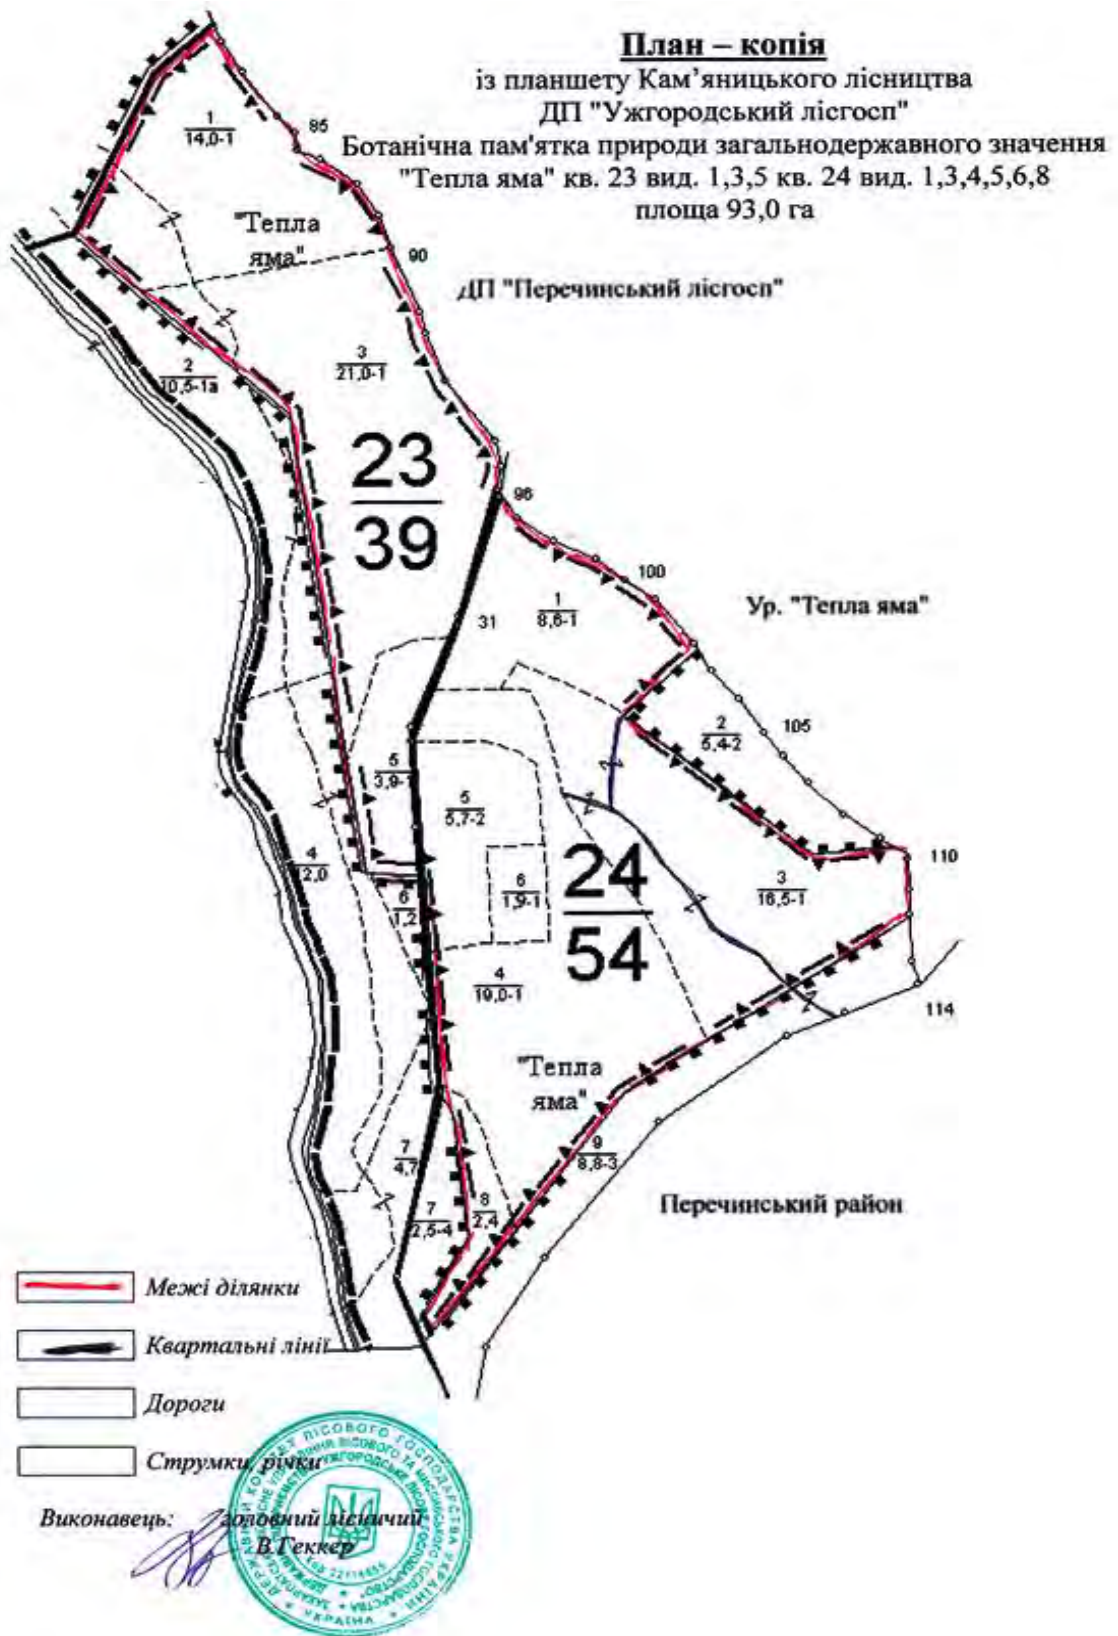 План – копія
із планшету Кам’яницького лісництва
ДП "Ужгородський лісгосп"
Ботанічна пам'ятка природи загальнодержавного значення
"Тепла яма" кв. 23 вид. 1,3,5 кв. 24 вид. 1,3,4,5,6,8
площа 93,0 га
1
14,0-1
85
"Тепла
яма"
90
ДП "Перечинський лісгосп"
3
21,0-1
2
10,5-1а
23
39
96
100
1
8,6-1
Ур. "Тепла яма"
31
2
5,4-2
105
5
3,9-1
5
5,7-2
4
2,0
24
54
110
3
16,5-1
6
1,9-1
6
1,2
4
19,0-1
114
"Тепла
яма"
9
8,8-3
7
4,7
Перечинський район
7
2,5-4
8
2,4
Межі ділянки
Квартальні лінії
Дороги
Струмки, річки
Виконавець: головний лісничий
В.Геккер
УКРАЇНА